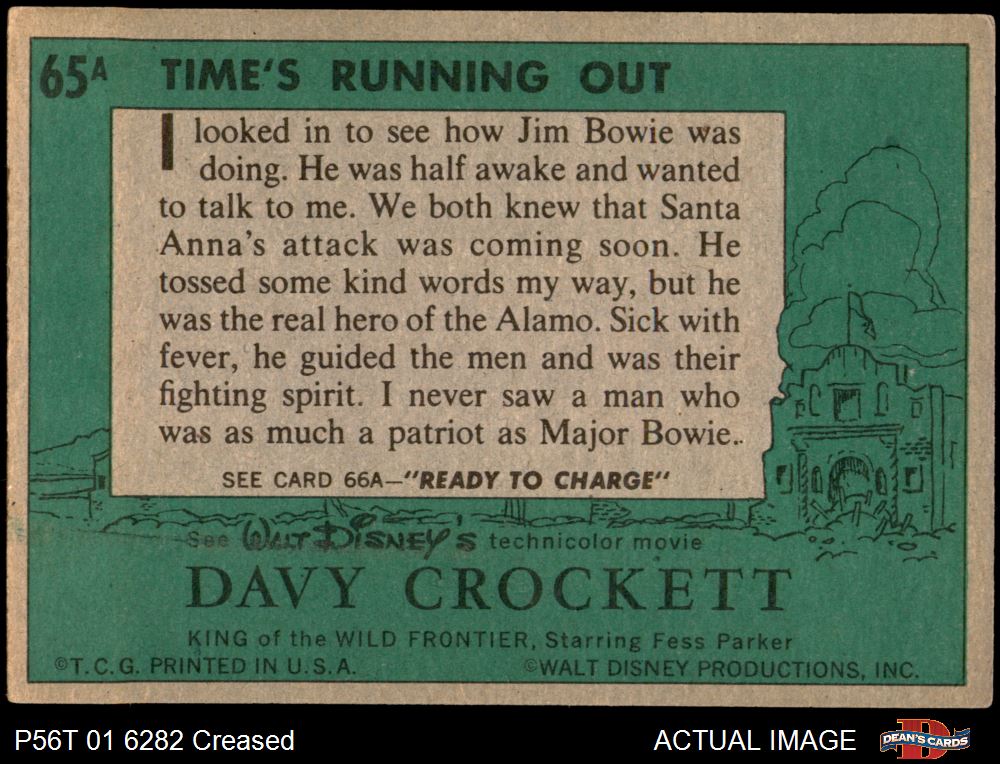 65A TIME'S RUNNING OUT
I looked in to see how Jim Bowie was
doing. He was half awake and wanted
to talk to me. We both knew that Santa
Anna's attack was coming soon. He
tossed some kind words my way, but he
was the real hero of the Alamo. Sick with
fever, he guided the men and was their
fighting spirit. I never saw a man who
was as much a patriot as Major Bowie..
SEE CARD 66A—"READY TO CHARGE"
See WALT DISNEY'S technicolor movie
DAVY CROCKETT
KING of the WILD FRONTIER, Starring Fess Parker
©T.C.G. PRINTED IN U.S.A. ©WALT DISNEY PRODUCTIONS, INC.
P56T 01 6282 Creased ACTUAL IMAGE D DEAN'S CARDS